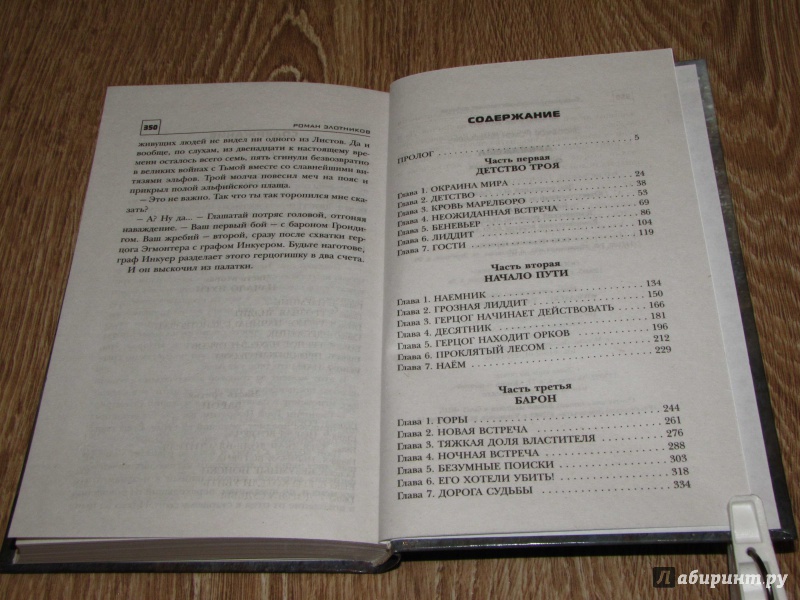 350
РОМАН ЗЛОТНИКОВ
живущих людей не видел ни одного из Листов. Да и
вообще, по слухам, из двенадцати к настоящему вре-
мени осталось всего семь, пять сгинули безвозвратно
в великих войнах с Тьмой вместе со славнейшими ви-
тязями эльфов. Трой молча повесил меч на пояс и
прикрыл полой эльфийского плаща.
— Это не важно. Так что ты так торопился мне ска-
зать?
— А? Ну да... — Глашатай потряс головой, отгоняя
наваждение. — Ваш первый бой — с бароном Гронди-
гом. Ваш жребий — второй, сразу после схватки герцо-
га Эгмонтера с графом Инкуером. Будьте наготове,
граф Инкуер разделает этого герцогишку в два счета.
И он выскочил из палатки.
СОДЕРЖАНИЕ
ПРОЛОГ . . . 5
Часть первая
ДЕТСТВО ТРОЯ
Глава 1. ОКРАИНА МИРА . . . 24
Глава 2. ДЕТСТВО . . . 38
Глава 3. КРОВЬ МАРЕЛБОРО . . . 53
Глава 4. НЕОЖИДАННАЯ ВСТРЕЧА . . . 69
Глава 5. БЕНЕВЬЕР . . . 86
Глава 6. ЛИДДИТ . . . 104
Глава 7. ГОСТИ . . . 119
Часть вторая
НАЧАЛО ПУТИ
Глава 1. НАЕМНИК . . . 134
Глава 2. ГРОЗНАЯ ЛИДДИТ . . . 150
Глава 3. ГЕРЦОГ НАЧИНАЕТ ДЕЙСТВОВАТЬ . . . 166
Глава 4. ДЕСЯТНИК . . . 181
Глава 5. ГЕРЦОГ НАХОДИТ ОРКОВ . . . 196
Глава 6. ПРОКЛЯТЫЙ ЛЕСОМ . . . 212
Глава 7. НАЁМ . . . 229
Часть третья
БАРОН
Глава 1. ГОРЫ . . . 244
Глава 2. НОВАЯ ВСТРЕЧА . . . 261
Глава 3. ТЯЖКАЯ ДОЛЯ ВЛАСТИТЕЛЯ . . . 276
Глава 4. НОЧНАЯ ВСТРЕЧА . . . 288
Глава 5. БЕЗУМНЫЕ ПОИСКИ . . . 303
Глава 6. ЕГО ХОТЕЛИ УБИТЬ! . . . 318
Глава 7. ДОРОГА СУДЬБЫ . . . 334
Лабиринт.ру